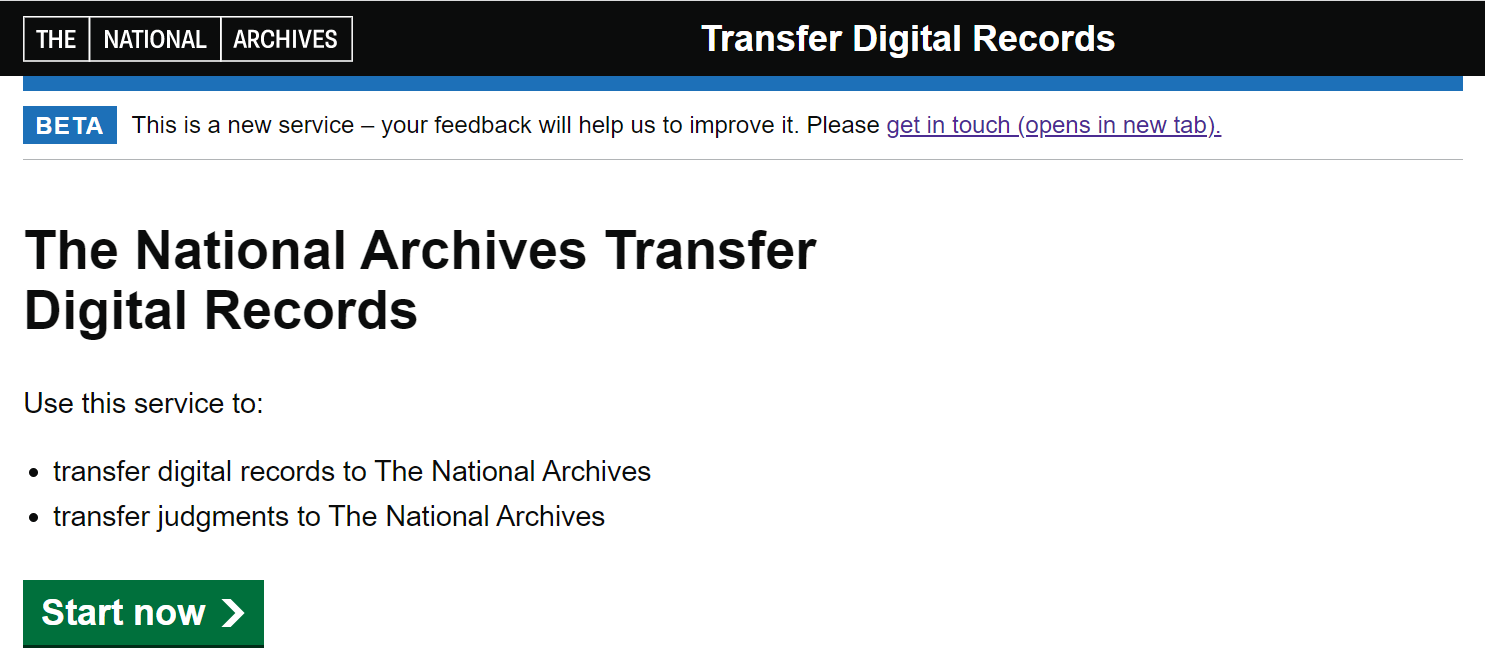 THE NATIONAL ARCHIVES
Transfer Digital Records
BETA This is a new service – your feedback will help us to improve it. Please get in touch (opens in new tab).
The National Archives Transfer
Digital Records
Use this service to:
• transfer digital records to The National Archives
• transfer judgments to The National Archives
Start now